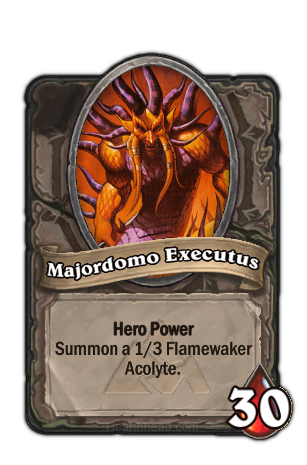 Majordomo Executus
Hero Power
Summon a 1/3 Flamewaker
Acolyte.
30